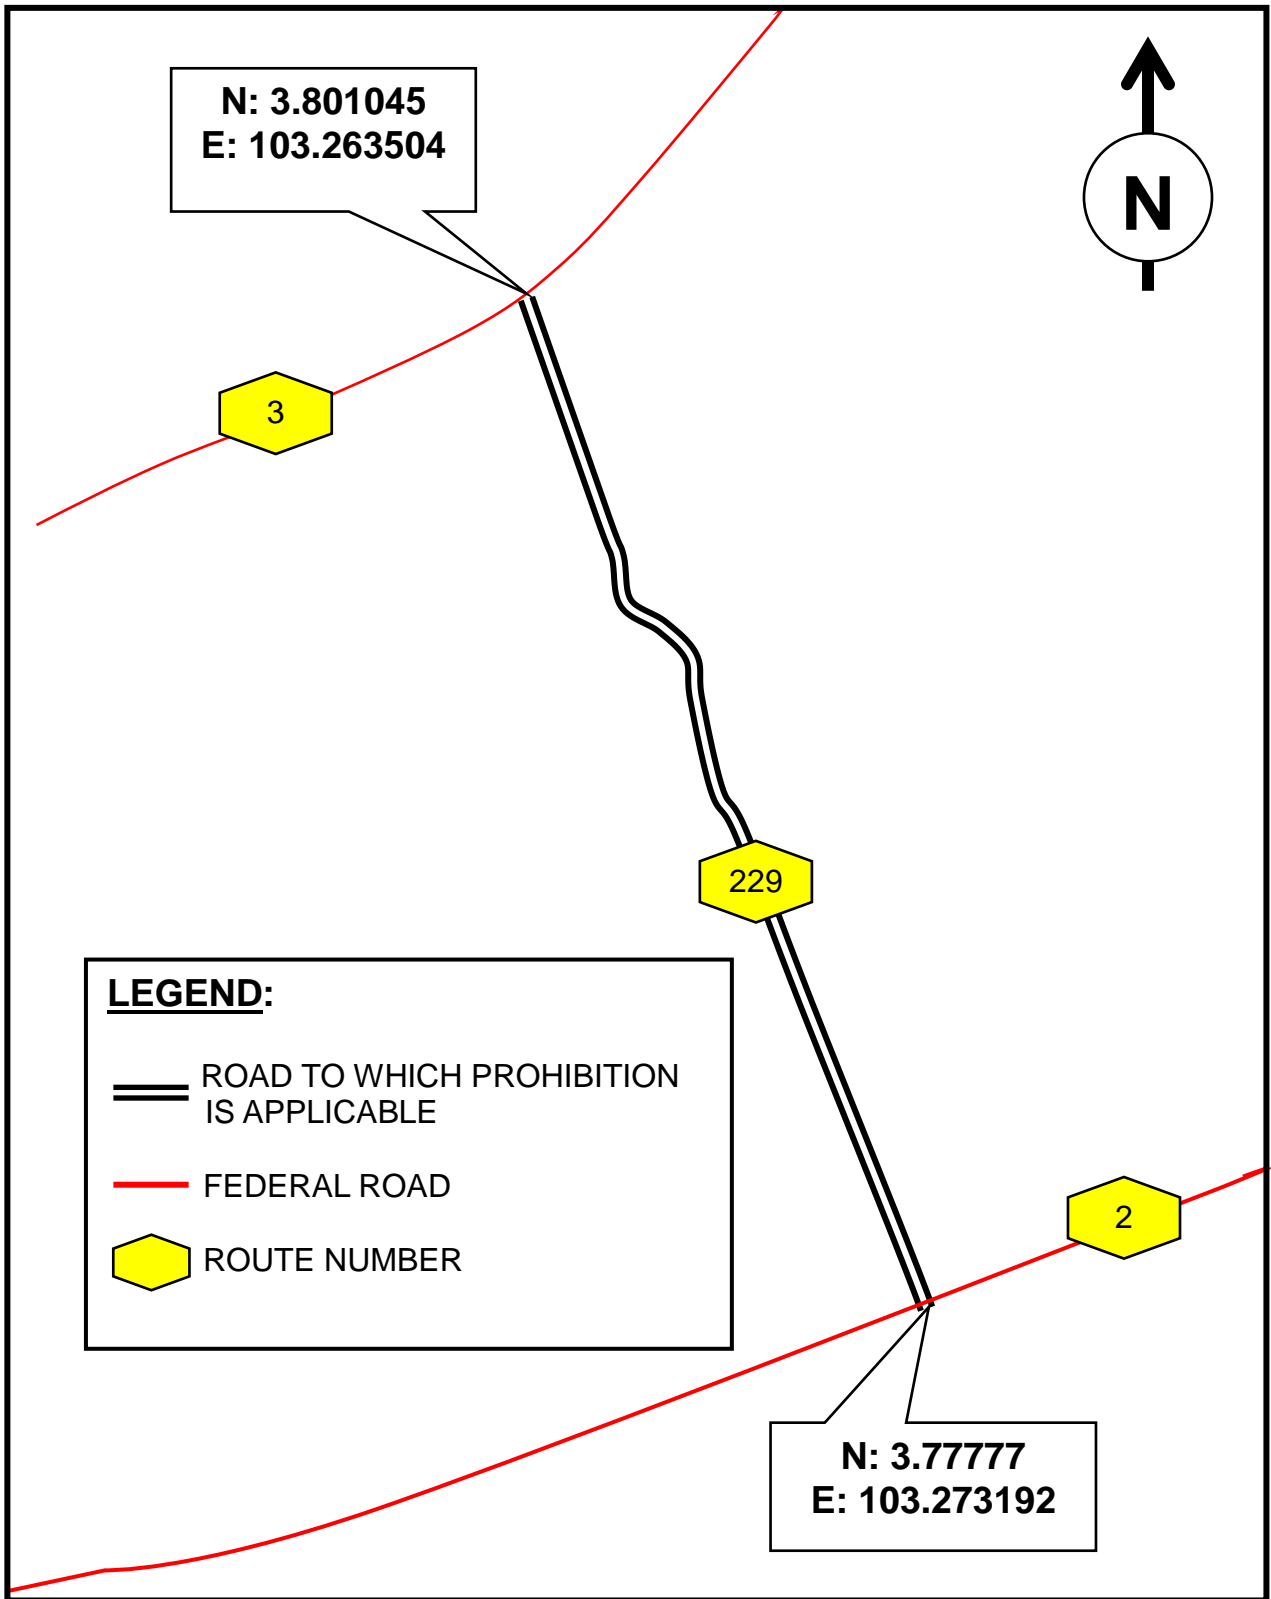 N: 3.801045
E: 103.263504
N
3
229
LEGEND:
ROAD TO WHICH PROHIBITION
IS APPLICABLE
FEDERAL ROAD
ROUTE NUMBER
2
N: 3.77777
E: 103.273192